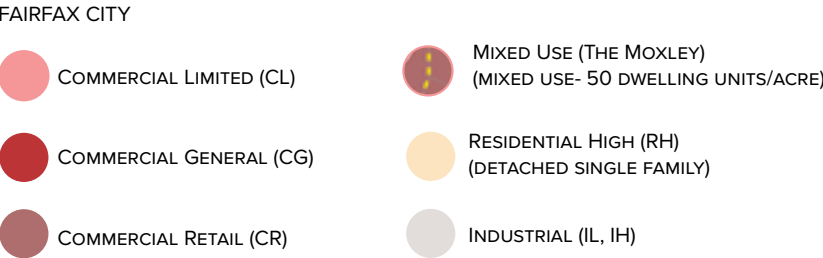 FAIRFAX CITY
COMMERCIAL LIMITED (CL)
COMMERCIAL GENERAL (CG)
COMMERCIAL RETAIL (CR)
MIXED USE (THE MOXLEY)
(MIXED USE- 50 DWELLING UNITS/ACRE)
RESIDENTIAL HIGH (RH)
(DETACHED SINGLE FAMILY)
INDUSTRIAL (IL, IH)